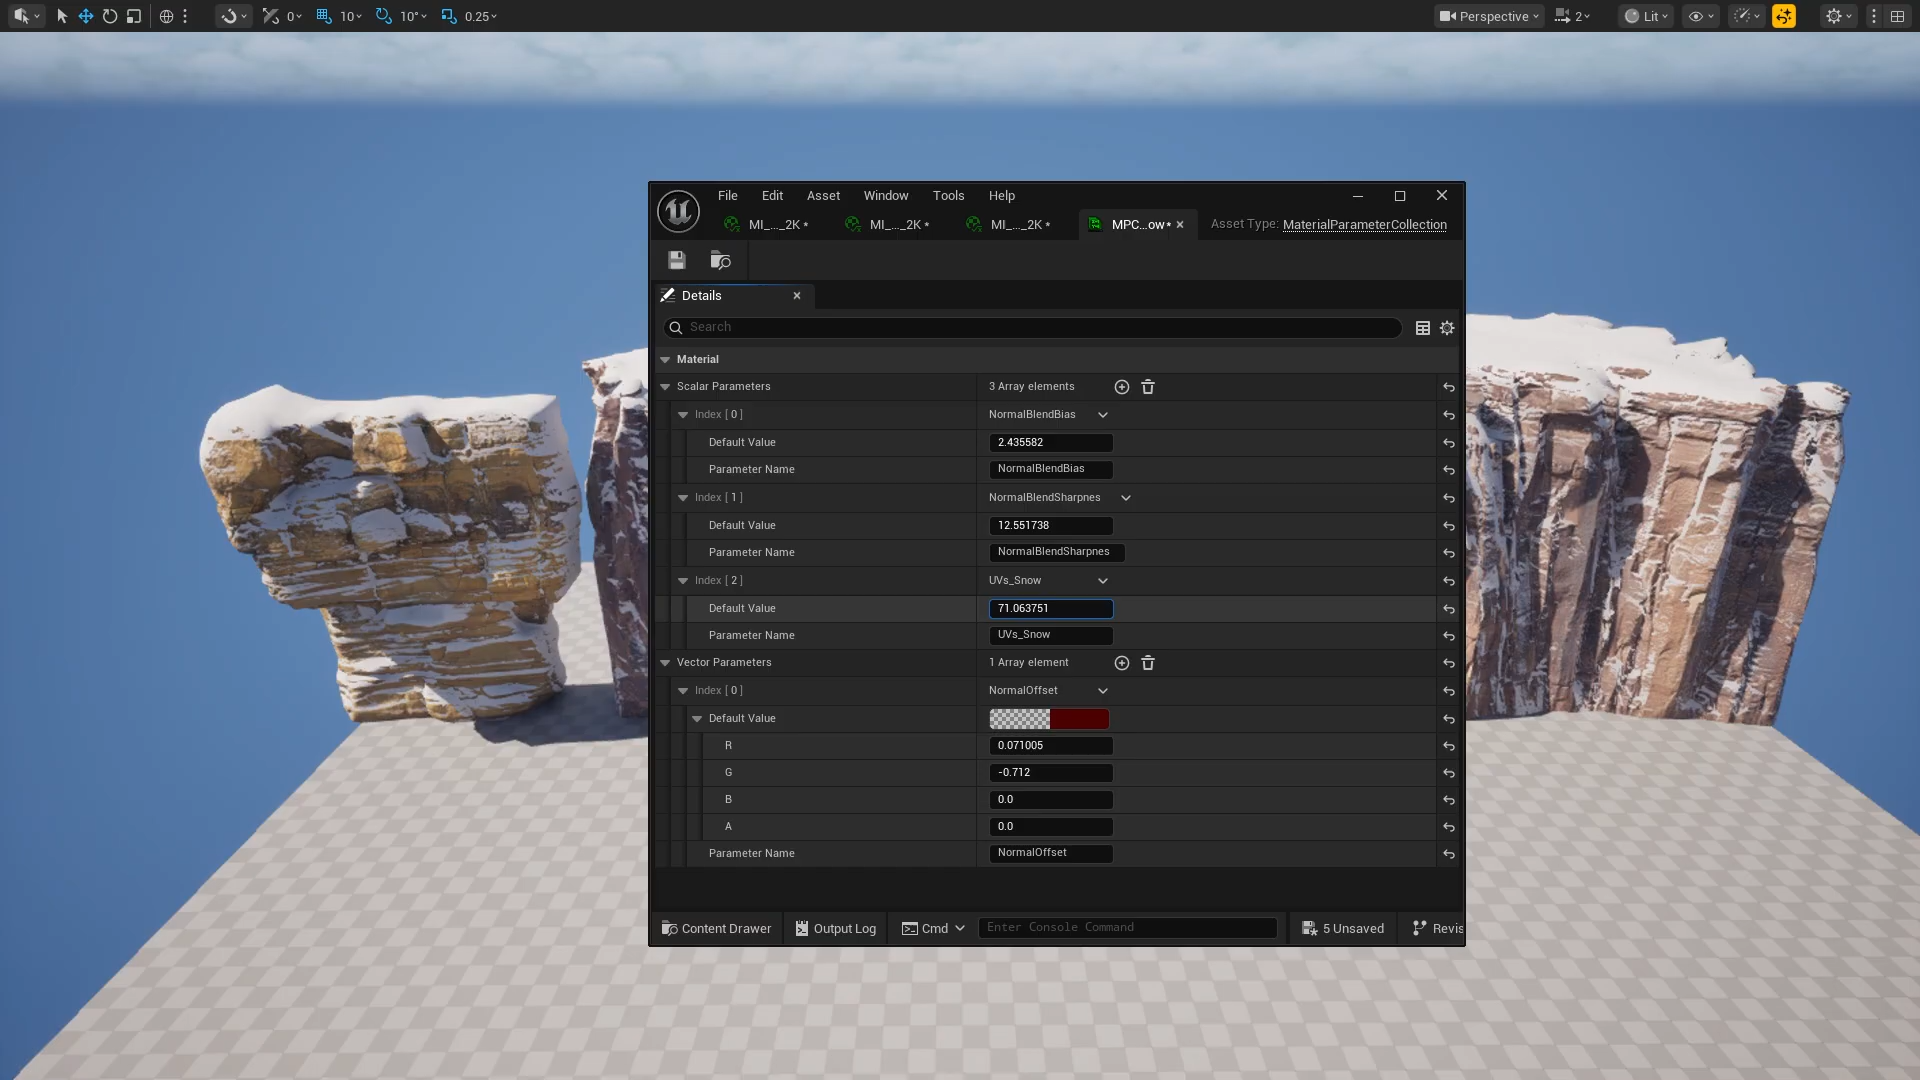 0 10 10° 0.25 Perspective 2 Lit
File Edit Asset Window Tools Help
MI_..._2K * MI_..._2K * MI_..._2K * MPC...ow* Asset Type: MaterialParameterCollection
Details
Search
Material
Scalar Parameters 3 Array elements
Index [ 0 ] NormalBlendBias
Default Value 2.435582
Parameter Name NormalBlendBias
Index [ 1 ] NormalBlendSharpnes
Default Value 12.551738
Parameter Name NormalBlendSharpnes
Index [ 2 ] UVs_Snow
Default Value 71.063751
Parameter Name UVs_Snow
Vector Parameters 1 Array element
Index [ 0 ] NormalOffset
Default Value
R 0.071005
G -0.712
B 0.0
A 0.0
Parameter Name NormalOffset
Content Drawer Output Log Cmd Enter Console Command 5 Unsaved Revis